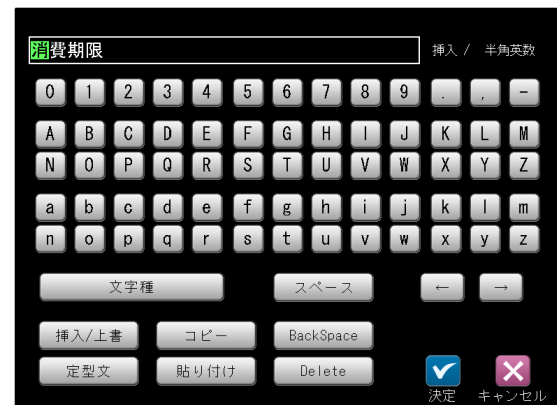 消費期限 挿入 / 半角英数
0 1 2 3 4 5 6 7 8 9 . , -
A B C D E F G H I J K L M
N O P Q R S T U V W X Y Z
a b c d e f g h i j k l m
n o p q r s t u v w x y z
文字種 スペース ← →
挿入/上書 コピー BackSpace
定型文 貼り付け Delete
決定 キャンセル